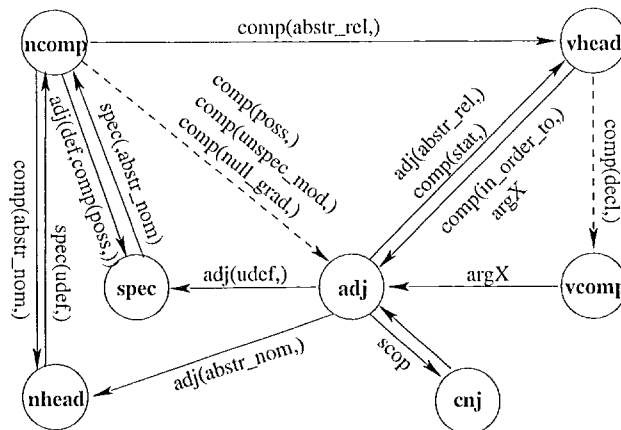 ncomp
comp(abstr_rel,)
vhead
comp(poss,)
comp(unspec_mod,)
comp(null_grad,)
adj(abstr_rel,)
comp(stat,)
comp(in_order_to,)
argX
comp(decl,)
adj(def,comp(poss,))
spec(,abstr_nom)
comp(abstr_nom,)
spec(udef,)
spec
adj(udef,)
adj
argX
vcomp
adj(abstr_nom,)
scop
nhead
cnj